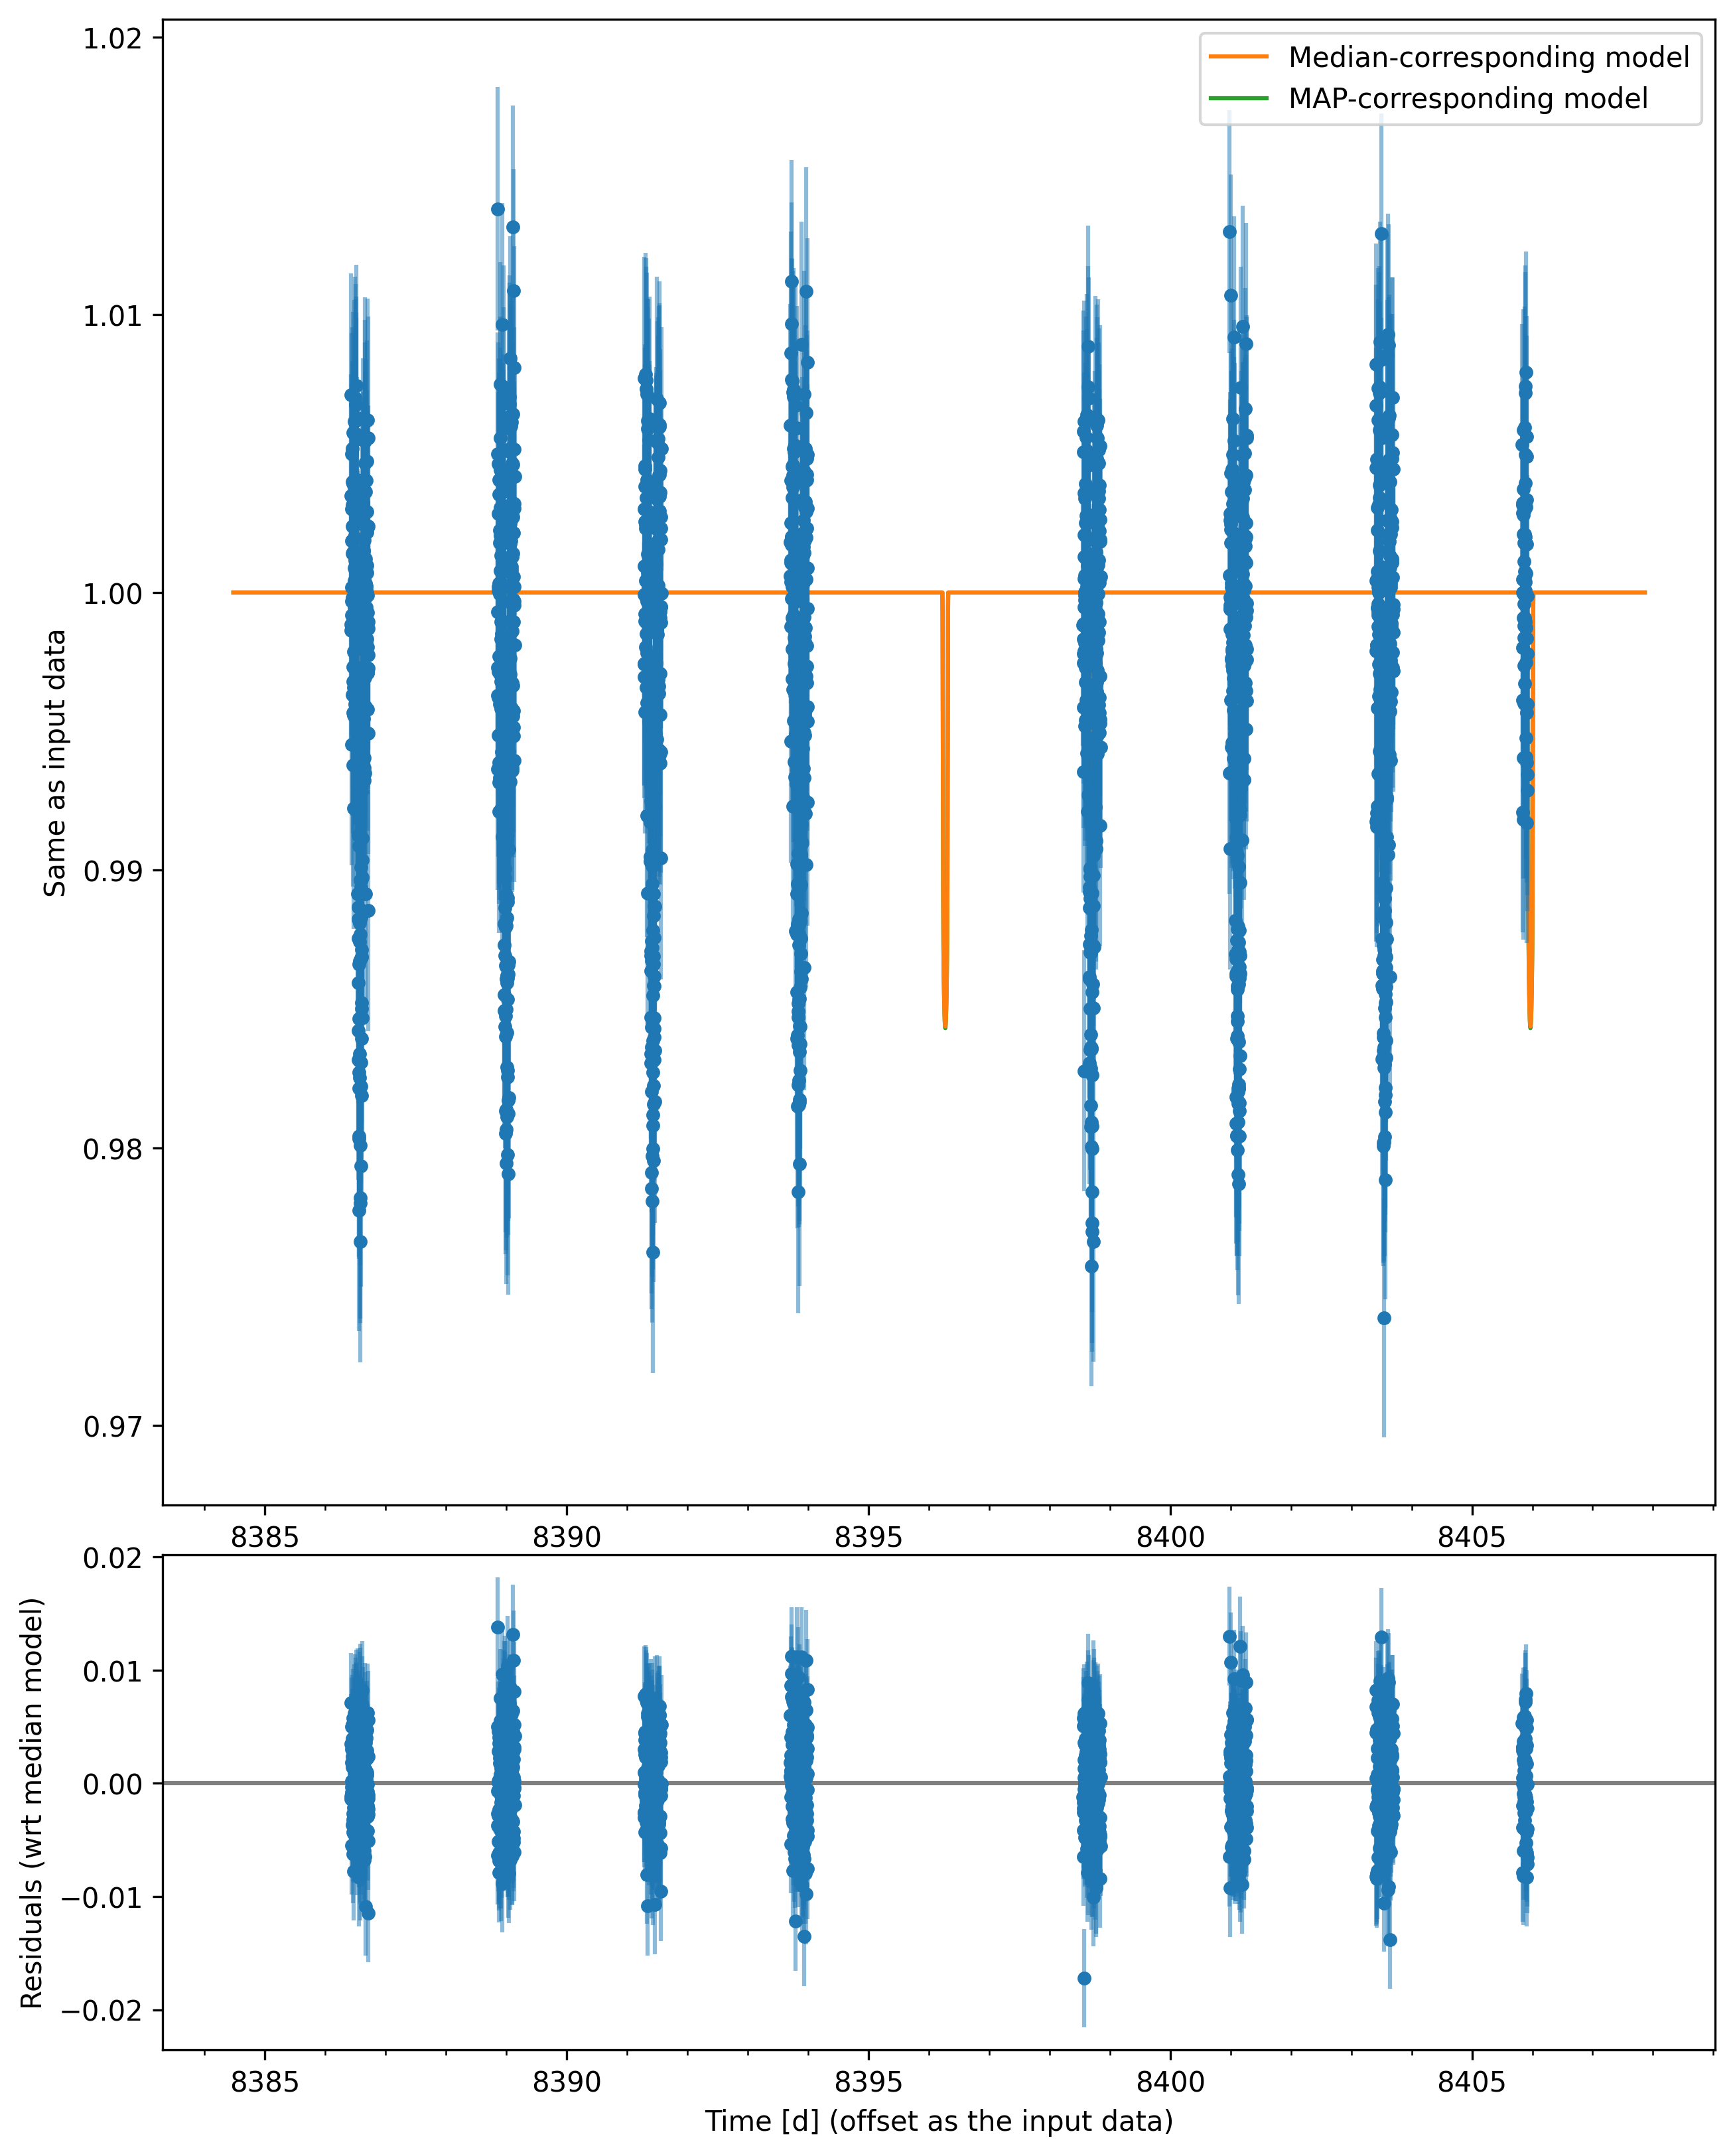 Median-corresponding model
MAP-corresponding model
Same as input data
1.02
1.01
1.00
0.99
0.98
0.97
8385 8390 8395 8400 8405
Residuals (wrt median model)
0.02
0.01
0.00
−0.01
−0.02
8385 8390 8395 8400 8405
Time [d] (offset as the input data)